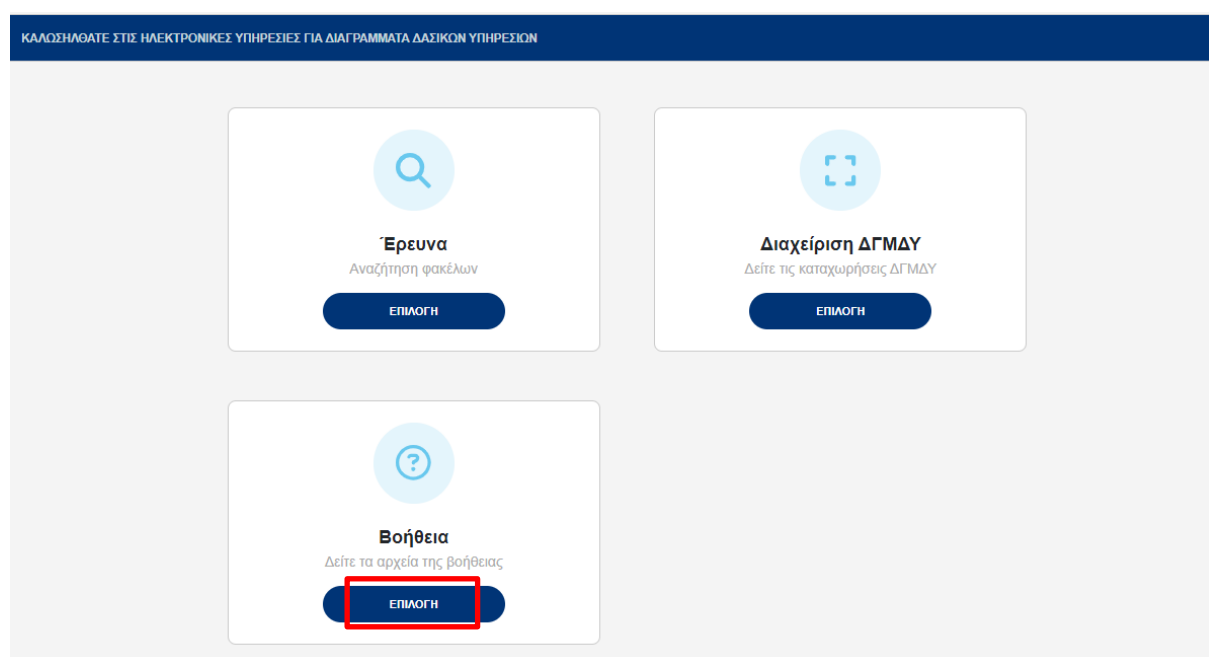 ΚΑΛΩΣΗΛΘΑΤΕ ΣΤΙΣ ΗΛΕΚΤΡΟΝΙΚΕΣ ΥΠΗΡΕΣΙΕΣ ΓΙΑ ΔΙΑΓΡΑΜΜΑΤΑ ΔΑΣΙΚΩΝ ΥΠΗΡΕΣΙΩΝ
Έρευνα
Αναζήτηση φακέλων
ΕΠΙΛΟΓΗ
Διαχείριση ΔΓΜΔΥ
Δείτε τις καταχωρήσεις ΔΓΜΔΥ
ΕΠΙΛΟΓΗ
Βοήθεια
Δείτε τα αρχεία της βοήθειας
ΕΠΙΛΟΓΗ